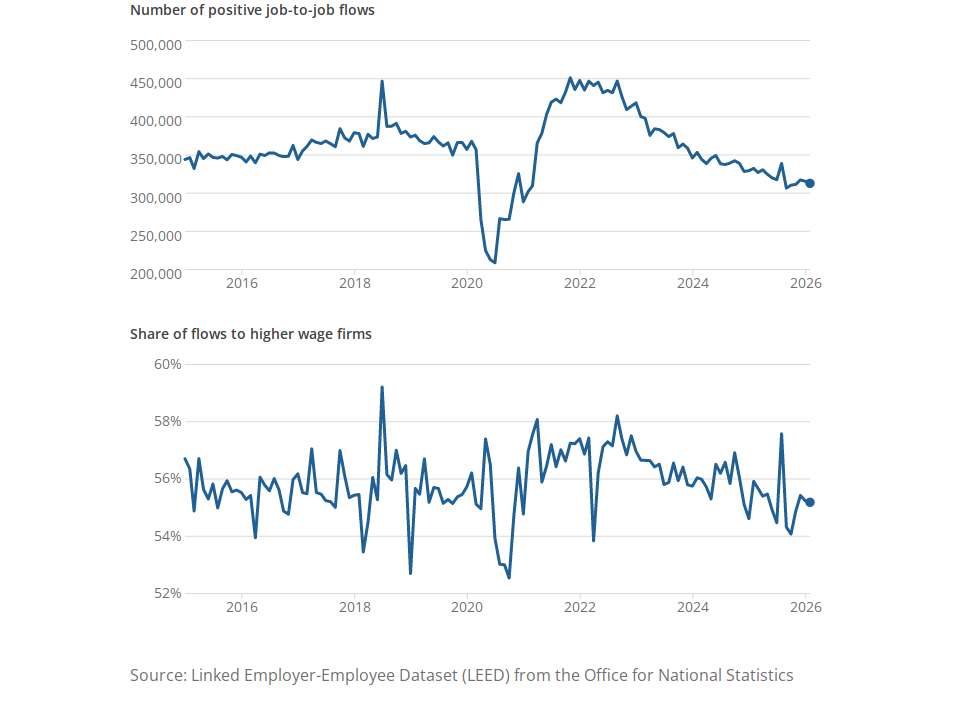 Number of positive job-to-job flows
500,000
450,000
400,000
350,000
300,000
250,000
200,000
2016 2018 2020 2022 2024 2026
Share of flows to higher wage firms
60%
58%
56%
54%
52%
2016 2018 2020 2022 2024 2026
Source: Linked Employer-Employee Dataset (LEED) from the Office for National Statistics